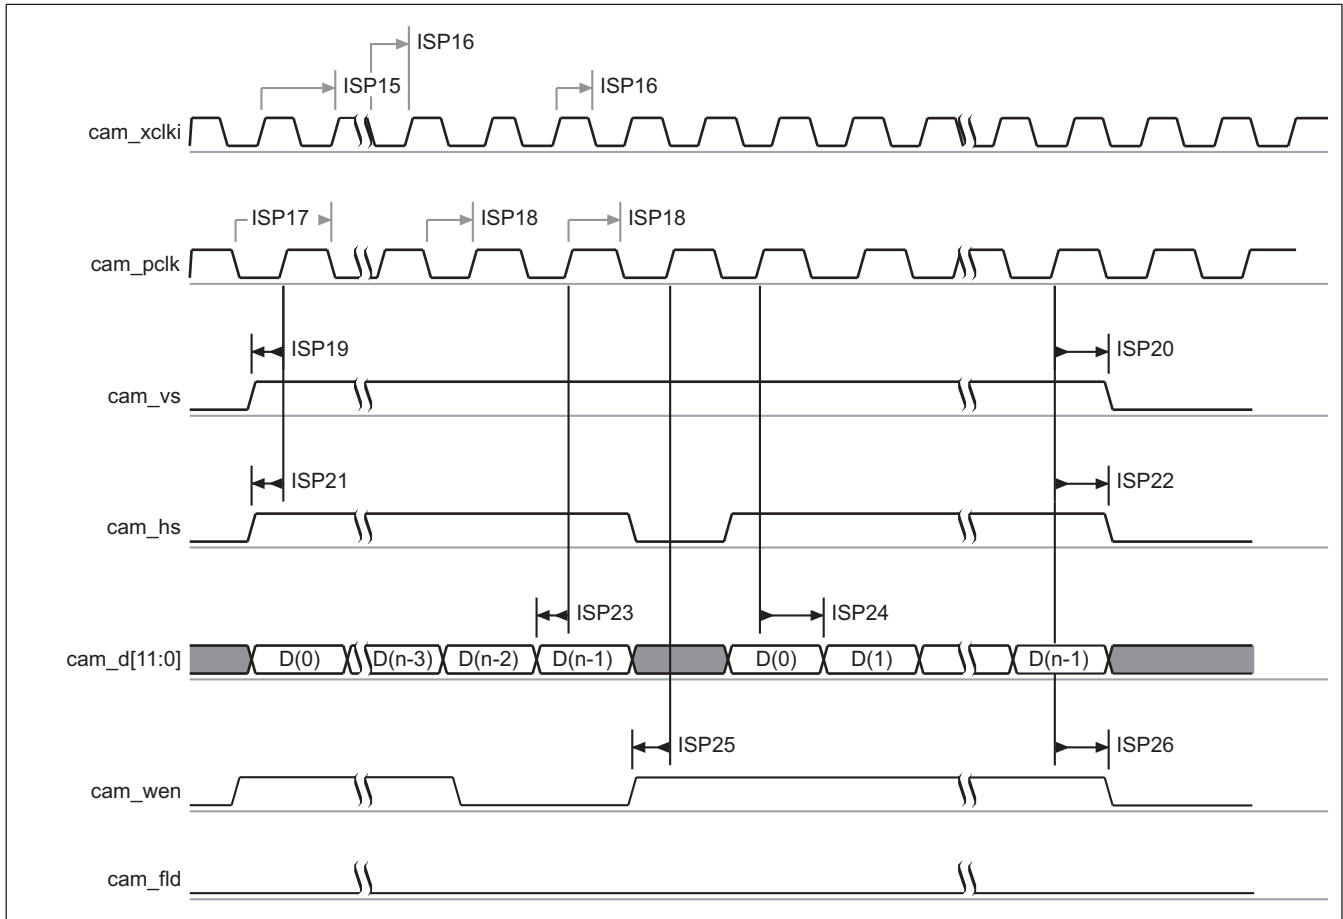 ISP16
ISP15
ISP16
cam_xclki
ISP17
ISP18
ISP18
cam_pclk
ISP19
ISP20
cam_vs
ISP21
ISP22
cam_hs
ISP23
ISP24
cam_d[11:0]
D(0)
D(n-3)
D(n-2)
D(n-1)
D(0)
D(1)
D(n-1)
ISP25
ISP26
cam_wen
cam_fld